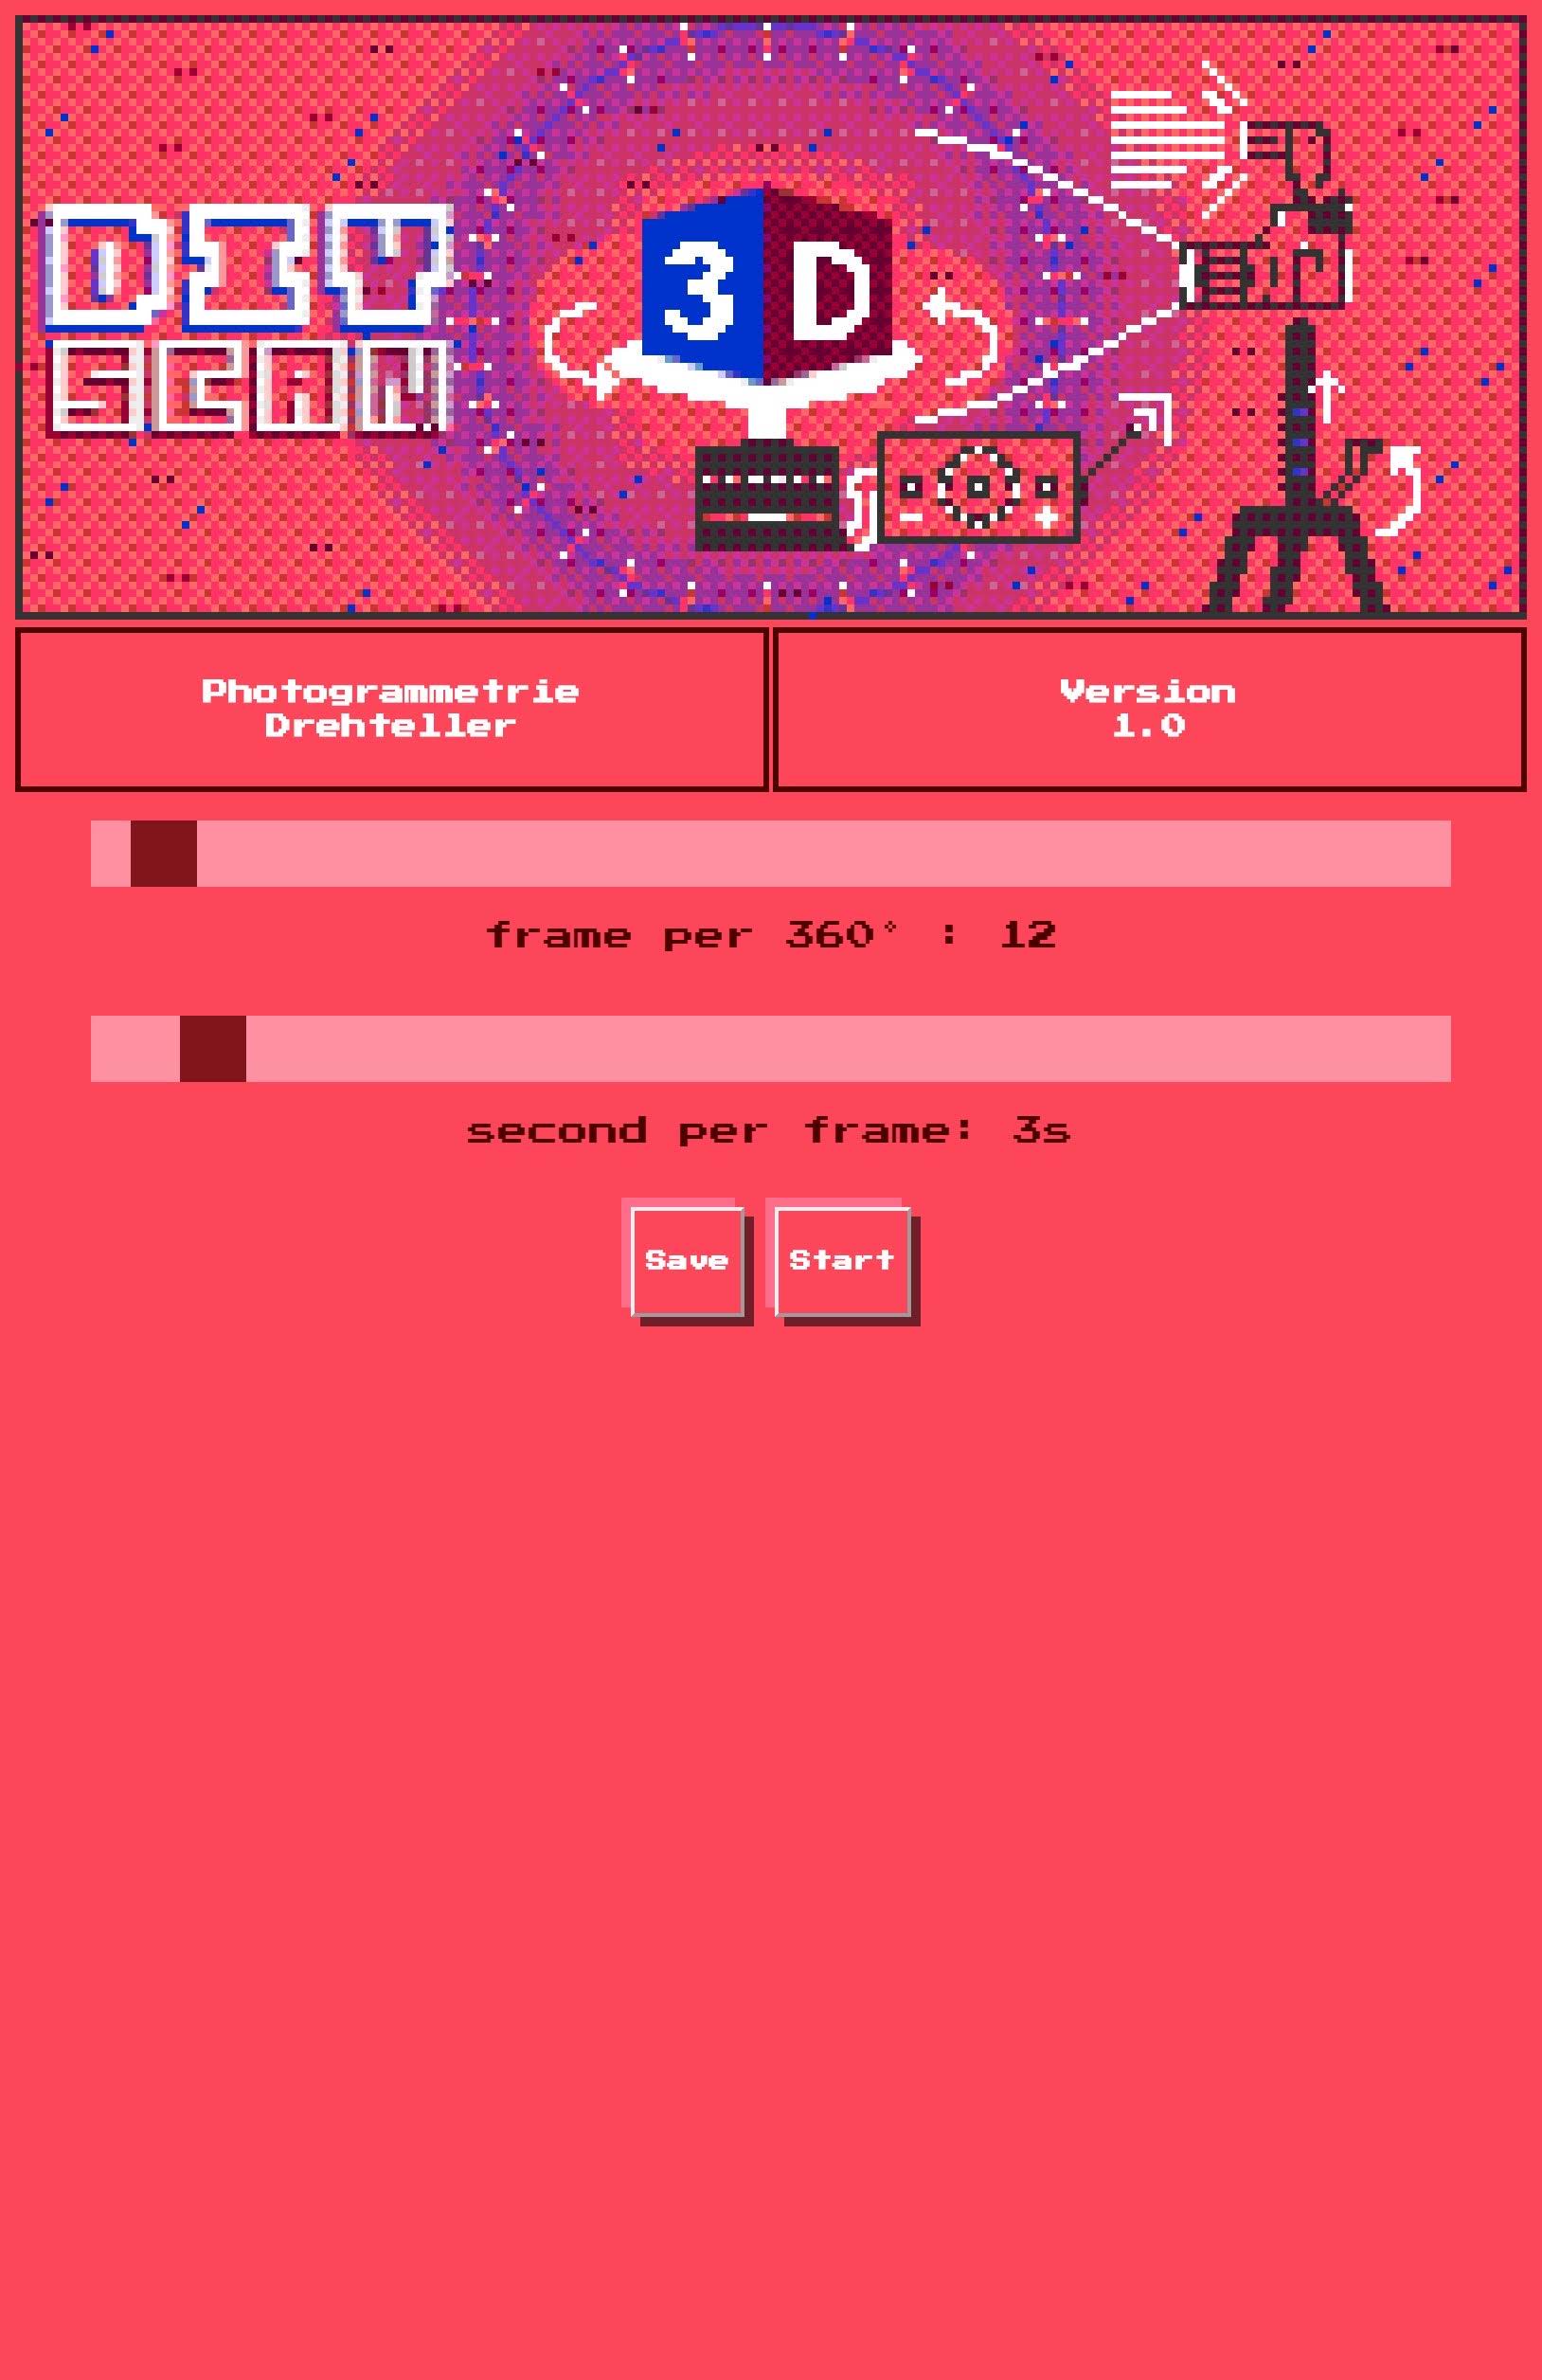 DIY
SCAN
3D
Photogrammetrie
Drehteller
Version
1.0
frame per 360° : 12
second per frame: 3s
Save
Start